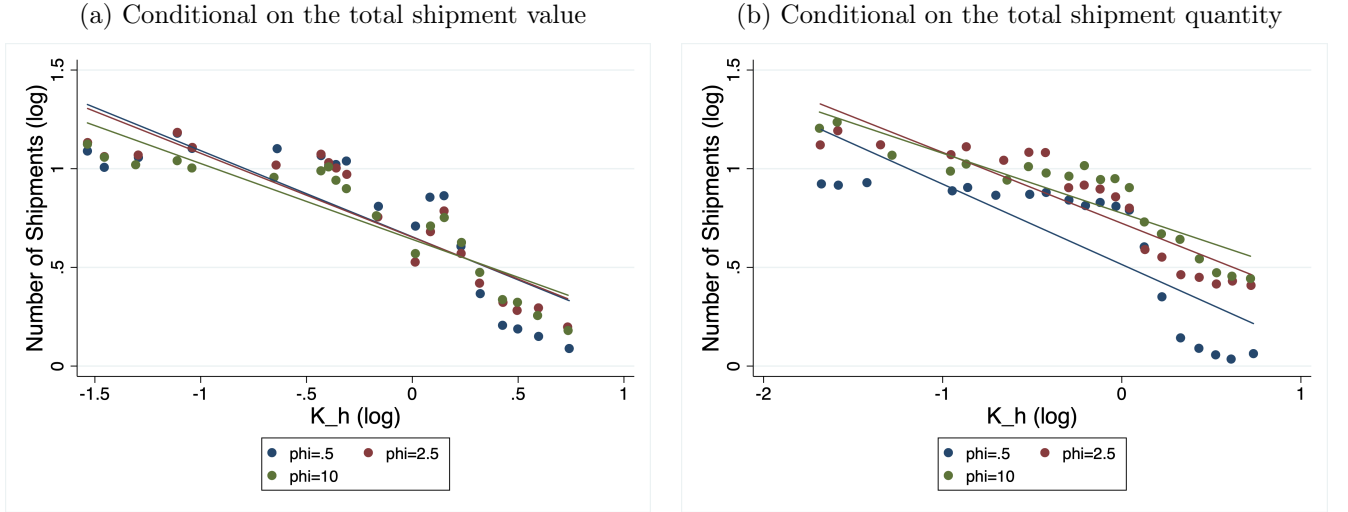 (a) Conditional on the total shipment value
Number of Shipments (log)
1.5
1
.5
0
-1.5 -1 -.5 0 .5 1
K_h (log)
phi=.5 phi=2.5
phi=10
(b) Conditional on the total shipment quantity
Number of Shipments (log)
1.5
1
.5
0
-2 -1 0 1
K_h (log)
phi=.5 phi=2.5
phi=10